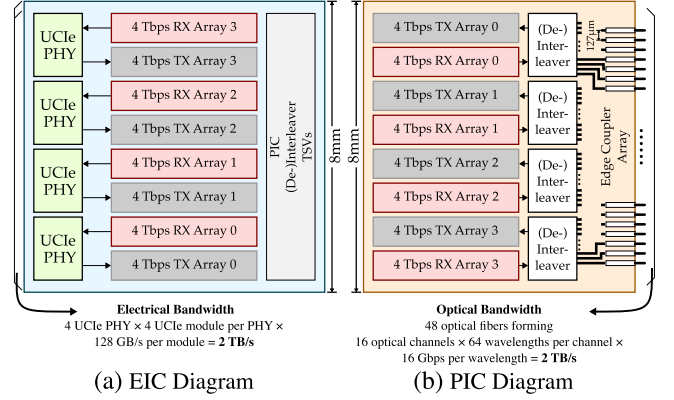 UCIe
PHY
4 Tbps RX Array 3
4 Tbps TX Array 3
UCIe
PHY
4 Tbps RX Array 2
4 Tbps TX Array 2
UCIe
PHY
4 Tbps RX Array 1
4 Tbps TX Array 1
UCIe
PHY
4 Tbps RX Array 0
4 Tbps TX Array 0
PIC
(De-)Interleaver
TSVs
8mm
8mm
4 Tbps TX Array 0
4 Tbps RX Array 0
(De-)
Inter-
leaver
4 Tbps TX Array 1
4 Tbps RX Array 1
(De-)
Inter-
leaver
4 Tbps TX Array 2
4 Tbps RX Array 2
(De-)
Inter-
leaver
4 Tbps TX Array 3
4 Tbps RX Array 3
(De-)
Inter-
leaver
127μm
Edge Coupler
Array
Electrical Bandwidth
4 UCIe PHY × 4 UCIe module per PHY ×
128 GB/s per module = 2 TB/s
Optical Bandwidth
48 optical fibers forming
16 optical channels × 64 wavelengths per channel ×
16 Gbps per wavelength = 2 TB/s
(a) EIC Diagram
(b) PIC Diagram